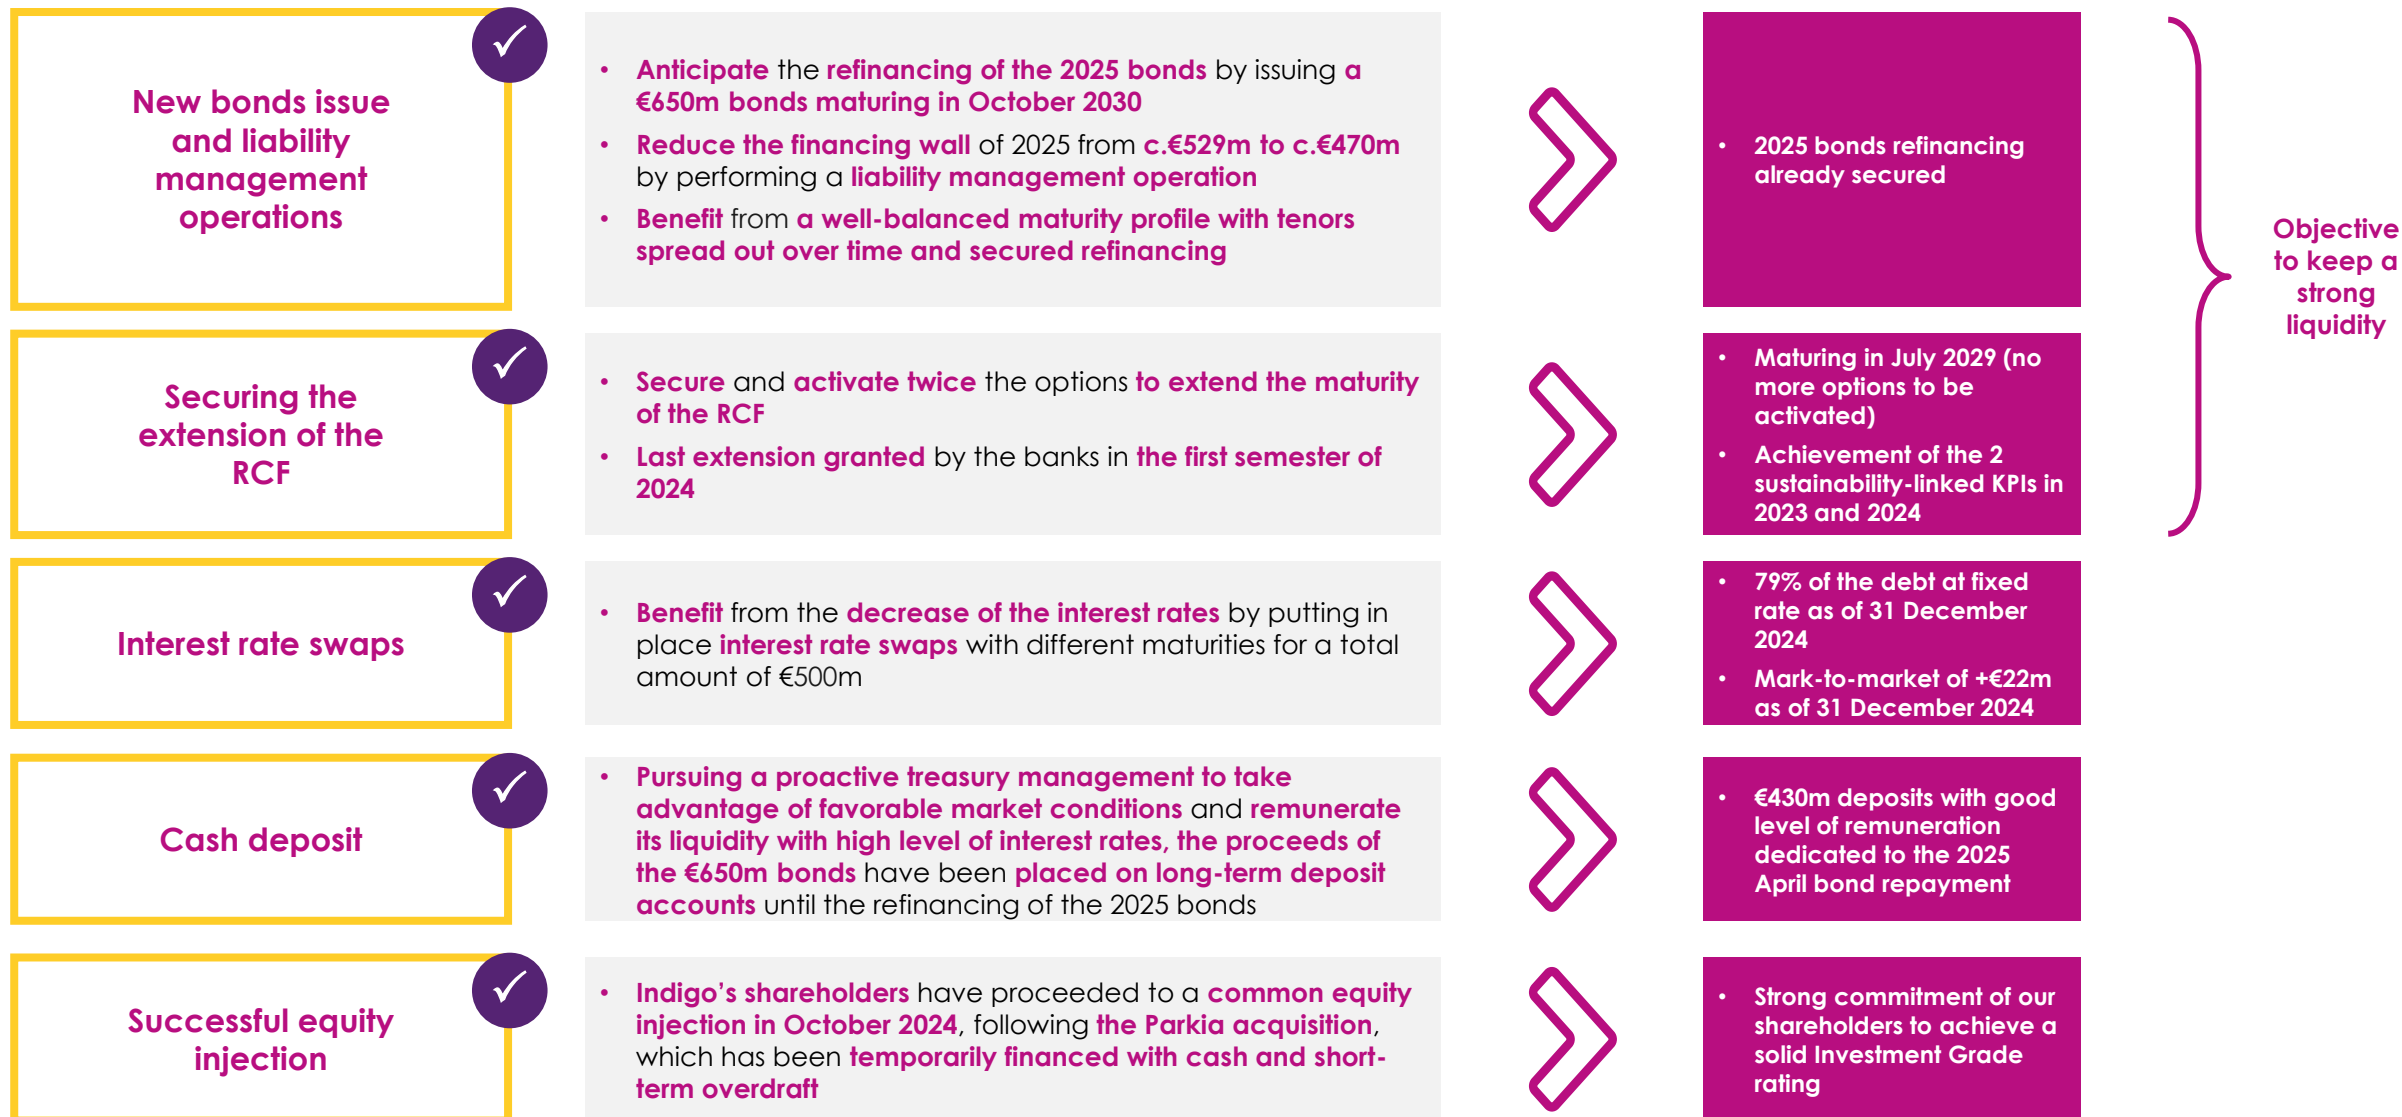 New bonds issue
and liability
management
operations
• Anticipate the refinancing of the 2025 bonds by issuing a
€650m bonds maturing in October 2030
• Reduce the financing wall of 2025 from c.€529m to c.€470m
by performing a liability management operation
• Benefit from a well-balanced maturity profile with tenors
spread out over time and secured refinancing
• 2025 bonds refinancing
already secured
Objective
to keep a
strong
liquidity
Securing the
extension of the
RCF
• Secure and activate twice the options to extend the maturity
of the RCF
• Last extension granted by the banks in the first semester of
2024
• Maturing in July 2029 (no
more options to be
activated)
• Achievement of the 2
sustainability-linked KPIs in
2023 and 2024
Interest rate swaps
• Benefit from the decrease of the interest rates by putting in
place interest rate swaps with different maturities for a total
amount of €500m
• 79% of the debt at fixed
rate as of 31 December
2024
• Mark-to-market of +€22m
as of 31 December 2024
Cash deposit
• Pursuing a proactive treasury management to take
advantage of favorable market conditions and remunerate
its liquidity with high level of interest rates, the proceeds of
the €650m bonds have been placed on long-term deposit
accounts until the refinancing of the 2025 bonds
• €430m deposits with good
level of remuneration
dedicated to the 2025
April bond repayment
Successful equity
injection
• Indigo’s shareholders have proceeded to a common equity
injection in October 2024, following the Parkia acquisition,
which has been temporarily financed with cash and short-
term overdraft
• Strong commitment of our
shareholders to achieve a
solid Investment Grade
rating